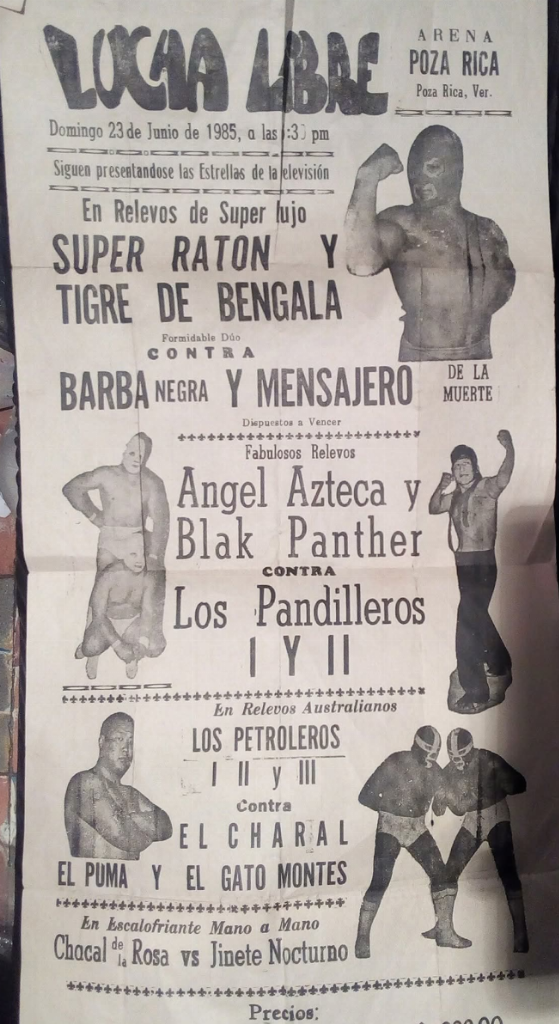 LUCHA LIBRE
ARENA
POZA RICA
Poza Rica, Ver.
Domingo 23 de Junio de 1985, a las :30 pm
Siguen presentandose las Estrellas de la elevisión
En Relevos de Super lujo
SUPER RATON Y
TIGRE DE BENGALA
Formidable Dúo
CONTRA
BARBA NEGRA Y MENSAJERO DE LA MUERTE
Dispuestos a Vencer
Fabulosos Relevos
Angel Azteca y
Blak Panther
CONTRA
Los Pandilleros
I Y II
En Relevos Australianos
LOS PETROLEROS
I II y III
Contra
EL CHARAL
EL PUMA Y EL GATO MONTES
En Escalofriante Mano a Mano
Chacal de la Rosa vs Jinete Nocturno
Precios: